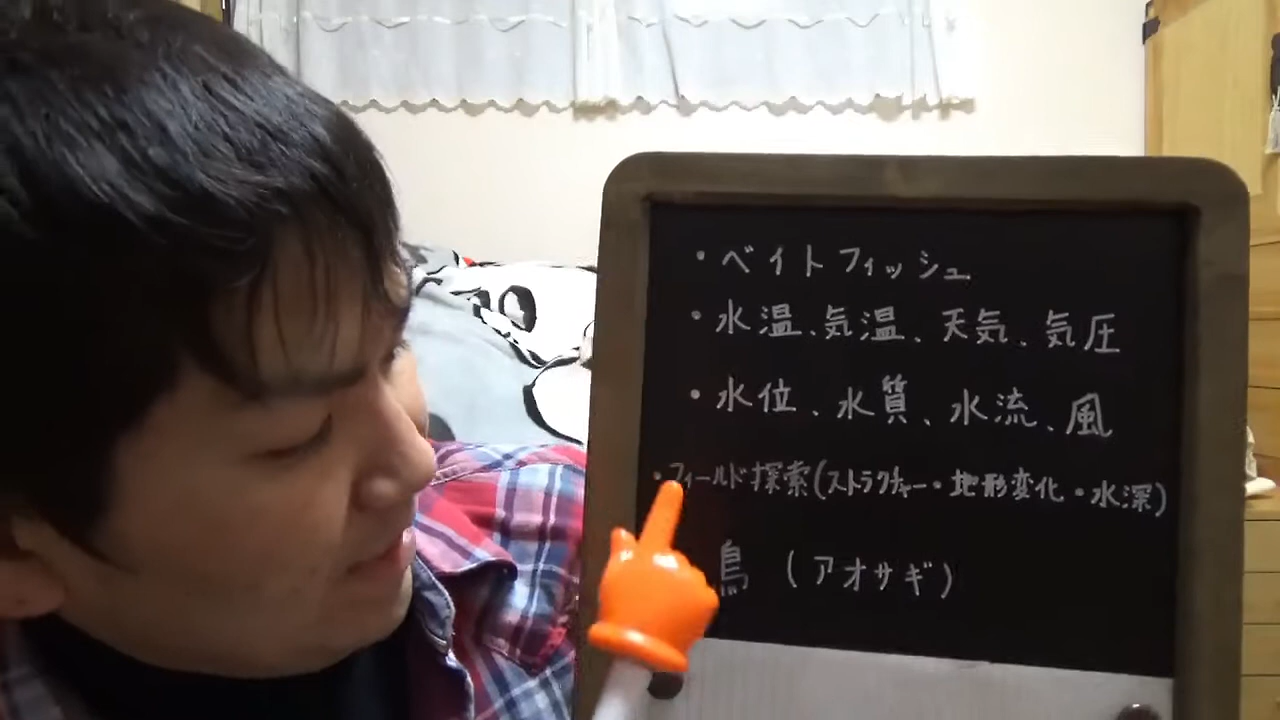 ・ベイトフィッシュ
・水温、気温、天気、気圧
・水位、水質、水流、風
・フィールド探索(ストラクチャー・地形変化・水深)
鳥 (アオサギ)